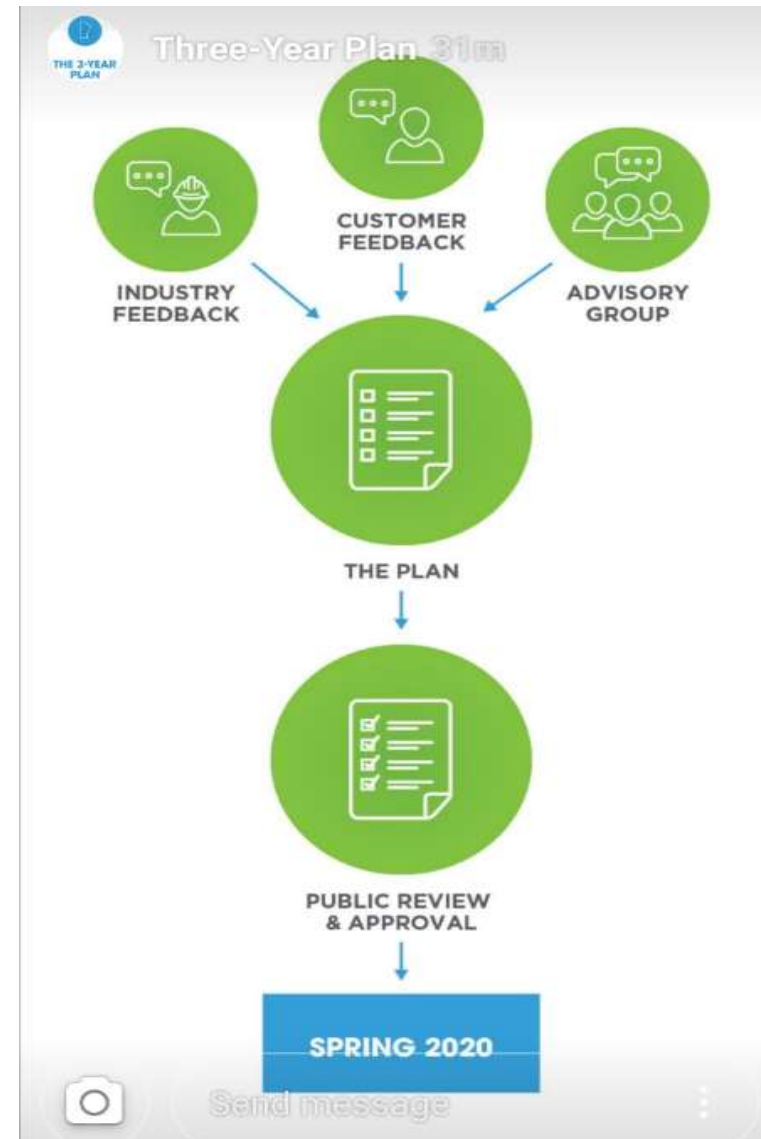 THE 3-YEAR
PLAN
Three-Year Plan 31m
CUSTOMER
FEEDBACK
INDUSTRY
FEEDBACK
ADVISORY
GROUP
THE PLAN
PUBLIC REVIEW
& APPROVAL
SPRING 2020
Send message